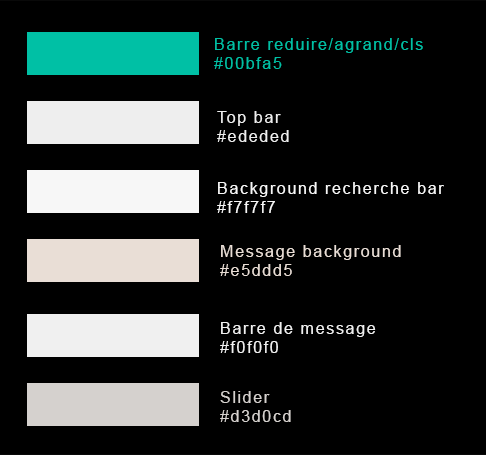 Barre reduire/agrand/cls
#00bfa5
Top bar
#ededed
Background recherche bar
#f7f7f7
Message background
#e5ddd5
Barre de message
#f0f0f0
Slider
#d3d0cd